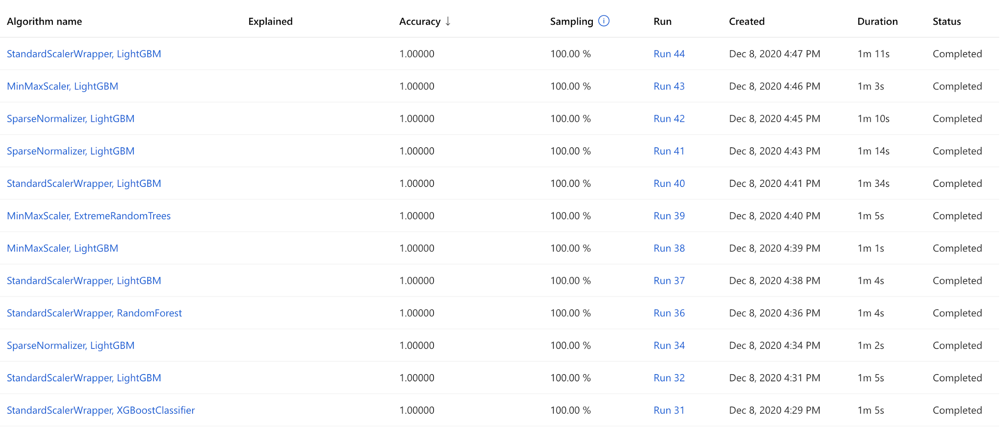 Algorithm name Explained Accuracy ↓ Sampling Run Created Duration Status
StandardScalerWrapper, LightGBM 1.00000 100.00 % Run 44 Dec 8, 2020 4:47 PM 1m 11s Completed
MinMaxScaler, LightGBM 1.00000 100.00 % Run 43 Dec 8, 2020 4:46 PM 1m 3s Completed
SparseNormalizer, LightGBM 1.00000 100.00 % Run 42 Dec 8, 2020 4:45 PM 1m 10s Completed
SparseNormalizer, LightGBM 1.00000 100.00 % Run 41 Dec 8, 2020 4:43 PM 1m 14s Completed
StandardScalerWrapper, LightGBM 1.00000 100.00 % Run 40 Dec 8, 2020 4:41 PM 1m 34s Completed
MinMaxScaler, ExtremeRandomTrees 1.00000 100.00 % Run 39 Dec 8, 2020 4:40 PM 1m 5s Completed
MinMaxScaler, LightGBM 1.00000 100.00 % Run 38 Dec 8, 2020 4:39 PM 1m 1s Completed
StandardScalerWrapper, LightGBM 1.00000 100.00 % Run 37 Dec 8, 2020 4:38 PM 1m 4s Completed
StandardScalerWrapper, RandomForest 1.00000 100.00 % Run 36 Dec 8, 2020 4:36 PM 1m 4s Completed
SparseNormalizer, LightGBM 1.00000 100.00 % Run 34 Dec 8, 2020 4:34 PM 1m 2s Completed
StandardScalerWrapper, LightGBM 1.00000 100.00 % Run 32 Dec 8, 2020 4:31 PM 1m 5s Completed
StandardScalerWrapper, XGBoostClassifier 1.00000 100.00 % Run 31 Dec 8, 2020 4:29 PM 1m 5s Completed